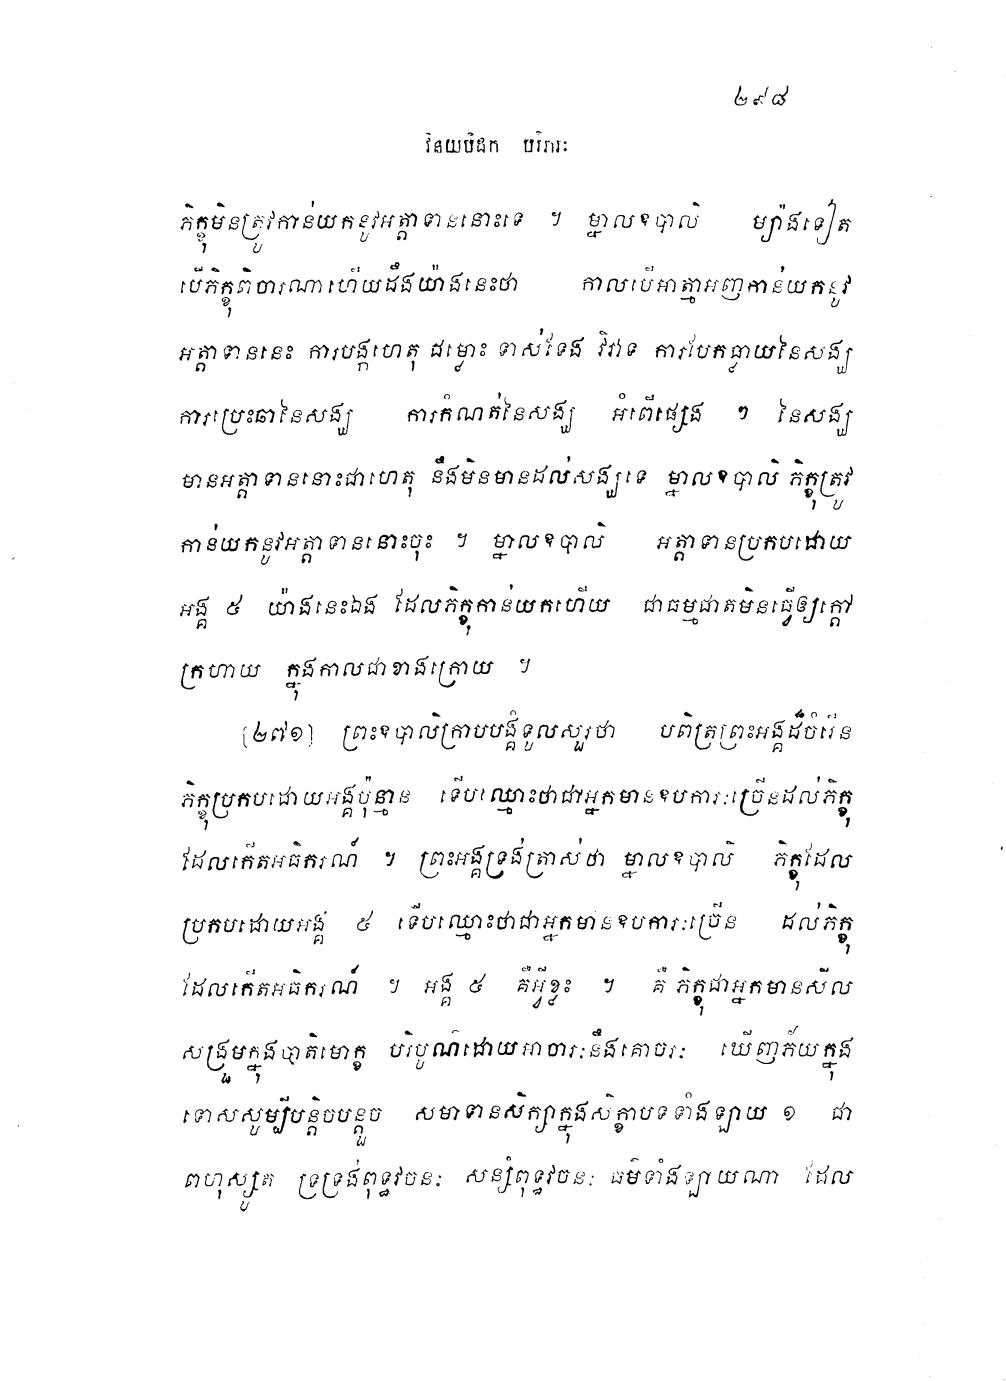 ២៩៨
វិនយបិដក បរិវារៈ
ភិក្ខុមិនត្រូវកាន់យកនូវអត្តាទាននោះទេ ។ ម្នាលឧបាលិ ម្យ៉ាងទៀត
បើភិក្ខុពិចារណាហើយដឹងយ៉ាងនេះថា កាលបើអាត្មាអញកាន់យកនូវ
អត្តាទាននេះ ការបង្កហេតុ ជម្លោះ ទាស់ទែង វិវាទ ការបែកធ្លាយនៃសង្ឃ
ការប្រេះឆានៃសង្ឃ ការកំណត់នៃសង្ឃ អំពើផ្សេង ៗ នៃសង្ឃ
មានអត្តាទាននោះជាហេតុ នឹងមិនមានដល់សង្ឃទេ ម្នាលឧបាលិ ភិក្ខុត្រូវ
កាន់យកនូវអត្តាទាននោះចុះ ។ ម្នាលឧបាលិ អត្តាទានប្រកបដោយ
អង្គ ៥ យ៉ាងនេះឯង ដែលភិក្ខុកាន់យកហើយ ជាធម្មជាតមិនធ្វើឲ្យក្តៅ
ក្រហាយ ក្នុងកាលជាខាងក្រោយ ។
[២៧១] ព្រះឧបាលិក្រាបបង្គំទូលសួរថា បពិត្រព្រះអង្គដ៏ចំរើន
ភិក្ខុប្រកបដោយអង្គប៉ុន្មាន ទើបឈ្មោះថាជាអ្នកមានឧបការៈច្រើនដល់ភិក្ខុ
ដែលកើតអធិករណ៍ ។ ព្រះអង្គទ្រង់ត្រាស់ថា ម្នាលឧបាលិ ភិក្ខុដែល
ប្រកបដោយអង្គ ៥ ទើបឈ្មោះថាជាអ្នកមានឧបការៈច្រើន ដល់ភិក្ខុ
ដែលកើតអធិករណ៍ ។ អង្គ ៥ គឺអ្វីខ្លះ ។ គឺ ភិក្ខុជាអ្នកមានសីល
សង្រួមក្នុងបាតិមោក្ខ បរិបូណ៌ដោយអាចារៈនឹងគោចរៈ ឃើញភ័យក្នុង
ទោសសូម្បីបន្តិចបន្តួច សមាទានសិក្សាក្នុងសិក្ខាបទទាំងឡាយ ១ ជា
ពហុស្សូត ទ្រទ្រង់ពុទ្ធវចនៈ សន្សំពុទ្ធវចនៈ ធម៌ទាំងឡាយណា ដែល